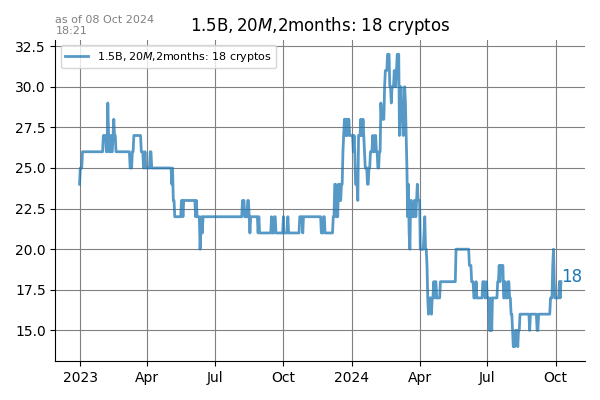 as of 08 Oct 2024
18:21
1.5B, 20M,2months: 18 cryptos
1.5B, 20M,2months: 18 cryptos
32.5
30.0
27.5
25.0
22.5
20.0
17.5
15.0
18
2023 Apr Jul Oct 2024 Apr Jul Oct